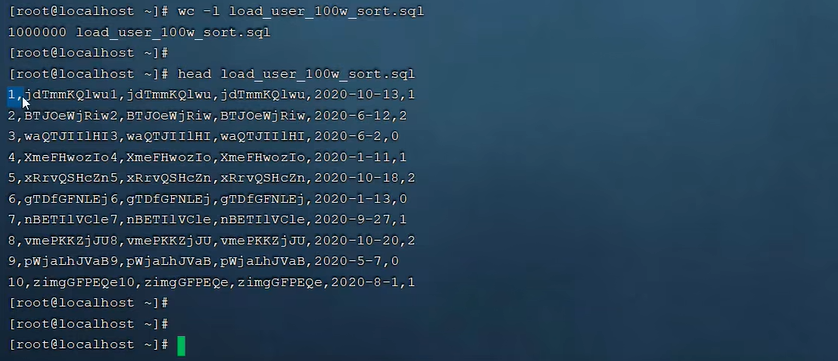 [root@localhost ~]# wc -l load_user_100w_sort.sql
1000000 load_user_100w_sort.sql
[root@localhost ~]#
[root@localhost ~]# head load_user_100w_sort.sql
1,jdTmmKQlwu1,jdTmmKQlwu,jdTmmKQlwu,2020-10-13,1
2,BTJOeWjRiw2,BTJOeWjRiw,BTJOeWjRiw,2020-6-12,2
3,waQTJIIlHI3,waQTJIIlHI,waQTJIIlHI,2020-6-2,0
4,XmeFHwozIo4,XmeFHwozIo,XmeFHwozIo,2020-1-11,1
5,xRrvQSHcZn5,xRrvQSHcZn,xRrvQSHcZn,2020-10-18,2
6,gTDfGFNLEj6,gTDfGFNLEj,gTDfGFNLEj,2020-1-13,0
7,nBETIlVCle7,nBETIlVCle,nBETIlVCle,2020-9-27,1
8,vmePKKZjJU8,vmePKKZjJU,vmePKKZjJU,2020-10-20,2
9,pWjaLhJVaB9,pWjaLhJVaB,pWjaLhJVaB,2020-5-7,0
10,zimgGFPEQe10,zimgGFPEQe,zimgGFPEQe,2020-8-1,1
[root@localhost ~]#
[root@localhost ~]#
[root@localhost ~]#